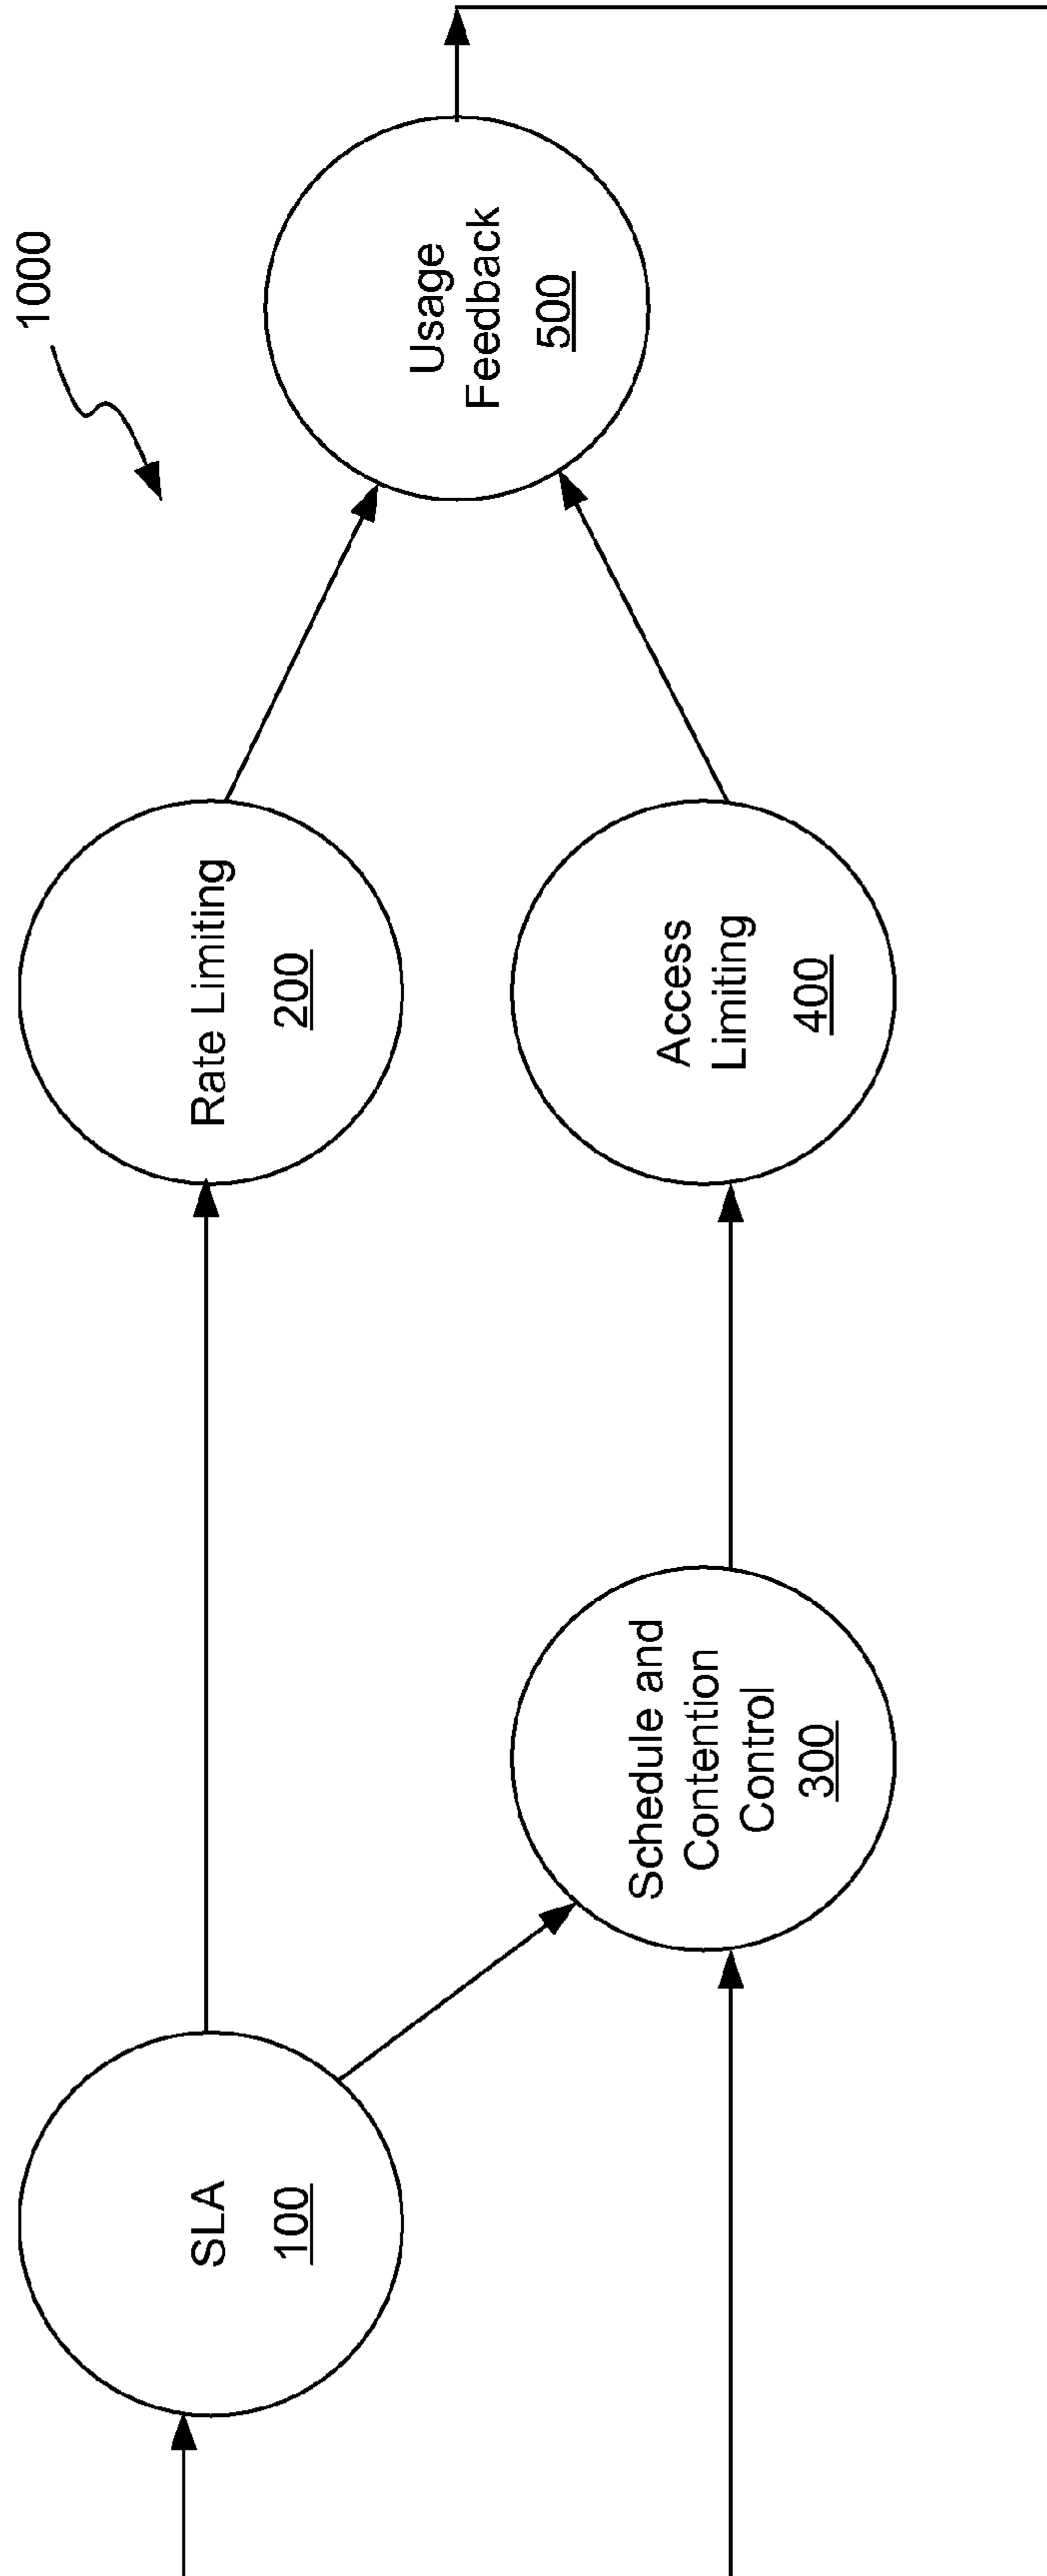 1000
SLA
100
Rate Limiting
200
Schedule and
Contention
Control
300
Access
Limiting
400
Usage
Feedback
500